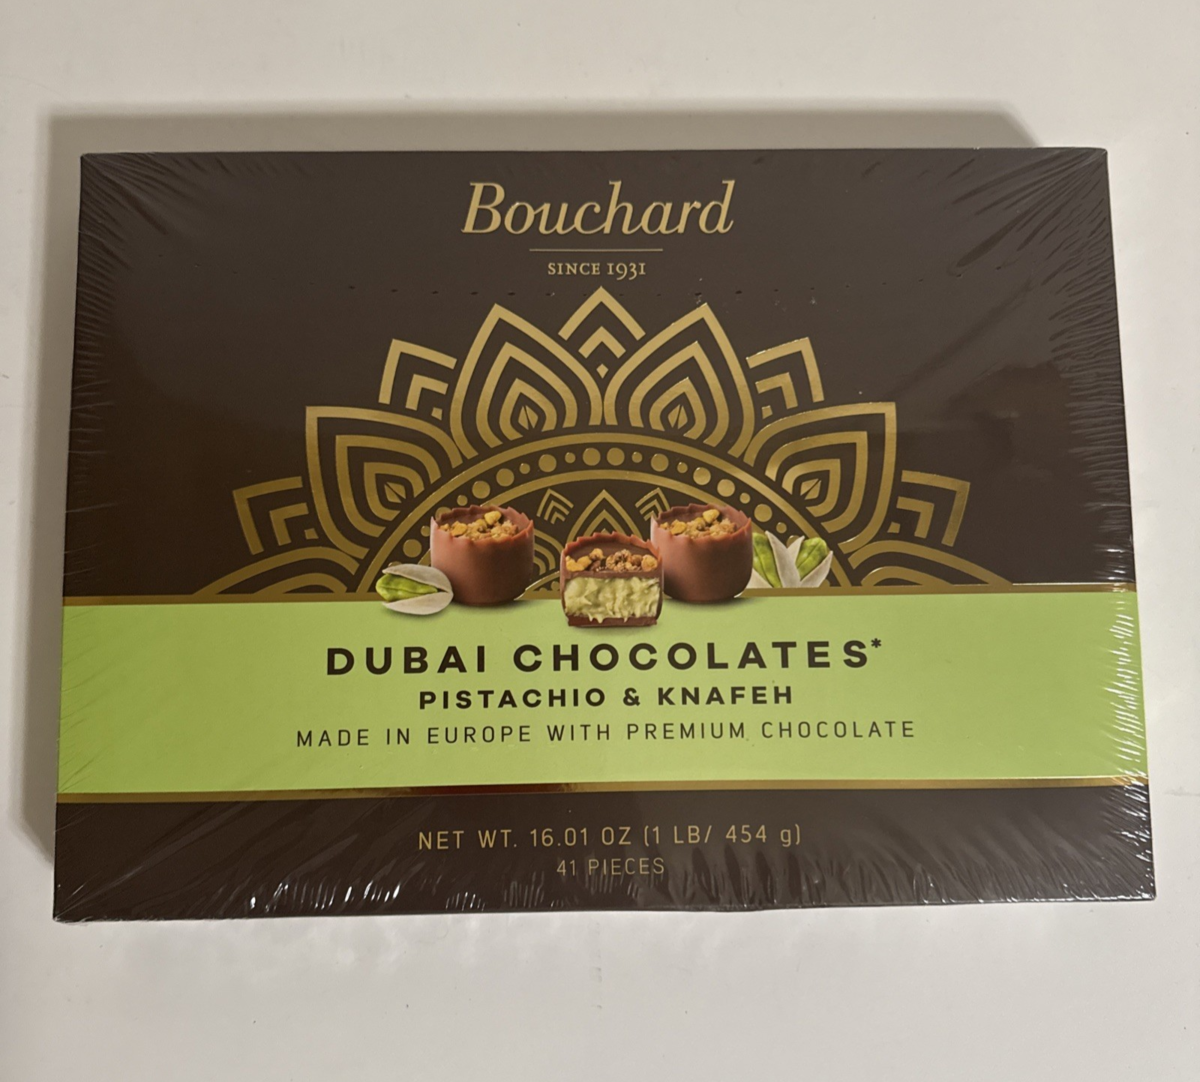 Bouchard
SINCE 1931
DUBAI CHOCOLATES*
PISTACHIO & KNAFEH
MADE IN EUROPE WITH PREMIUM CHOCOLATE
NET WT. 16.01 OZ (1 LB/ 454 g)
41 PIECES